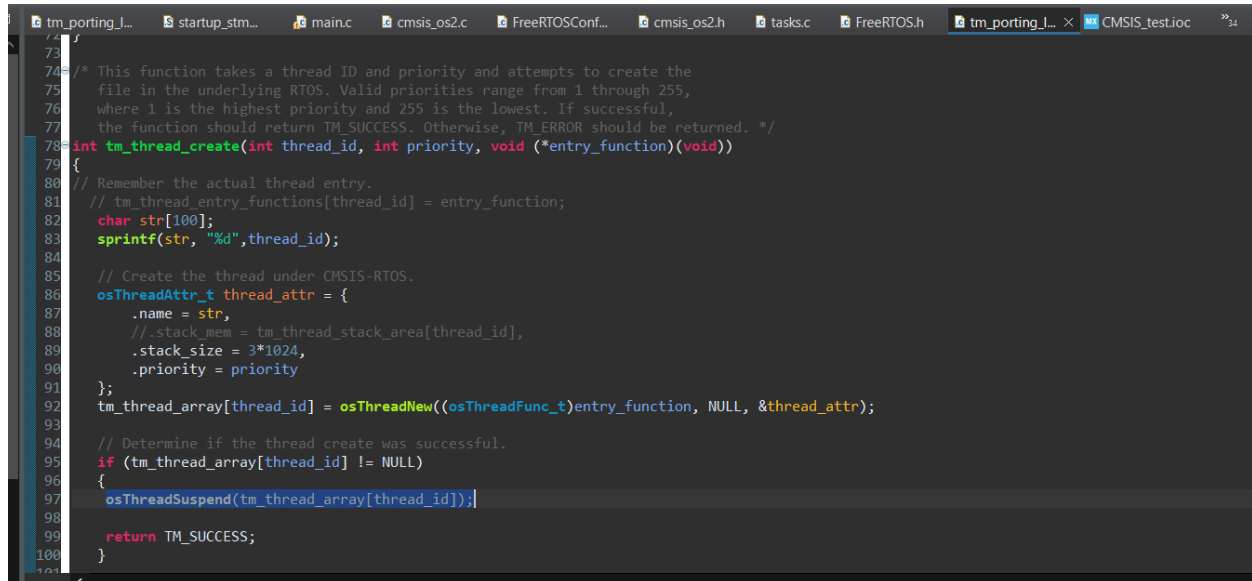 tm_porting_l... startup_stm... main.c cmsis_os2.c FreeRTOSConf... cmsis_os2.h tasks.c FreeRTOS.h tm_porting_l... CMSIS_test.ioc »34
72 }
73
74 /* This function takes a thread ID and priority and attempts to create the
75 file in the underlying RTOS. Valid priorities range from 1 through 255,
76 where 1 is the highest priority and 255 is the lowest. If successful,
77 the function should return TM_SUCCESS. Otherwise, TM_ERROR should be returned. */
78 int tm_thread_create(int thread_id, int priority, void (*entry_function)(void))
79 {
80 // Remember the actual thread entry.
81 // tm_thread_entry_functions[thread_id] = entry_function;
82 char str[100];
83 sprintf(str, "%d",thread_id);
84
85 // Create the thread under CMSIS-RTOS.
86 osThreadAttr_t thread_attr = {
87 .name = str,
88 //.stack_mem = tm_thread_stack_area[thread_id],
89 .stack_size = 3*1024,
90 .priority = priority
91 };
92 tm_thread_array[thread_id] = osThreadNew((osThreadFunc_t)entry_function, NULL, &thread_attr);
93
94 // Determine if the thread create was successful.
95 if (tm_thread_array[thread_id] != NULL)
96 {
97 osThreadSuspend(tm_thread_array[thread_id]);
98
99 return TM_SUCCESS;
100 }
101